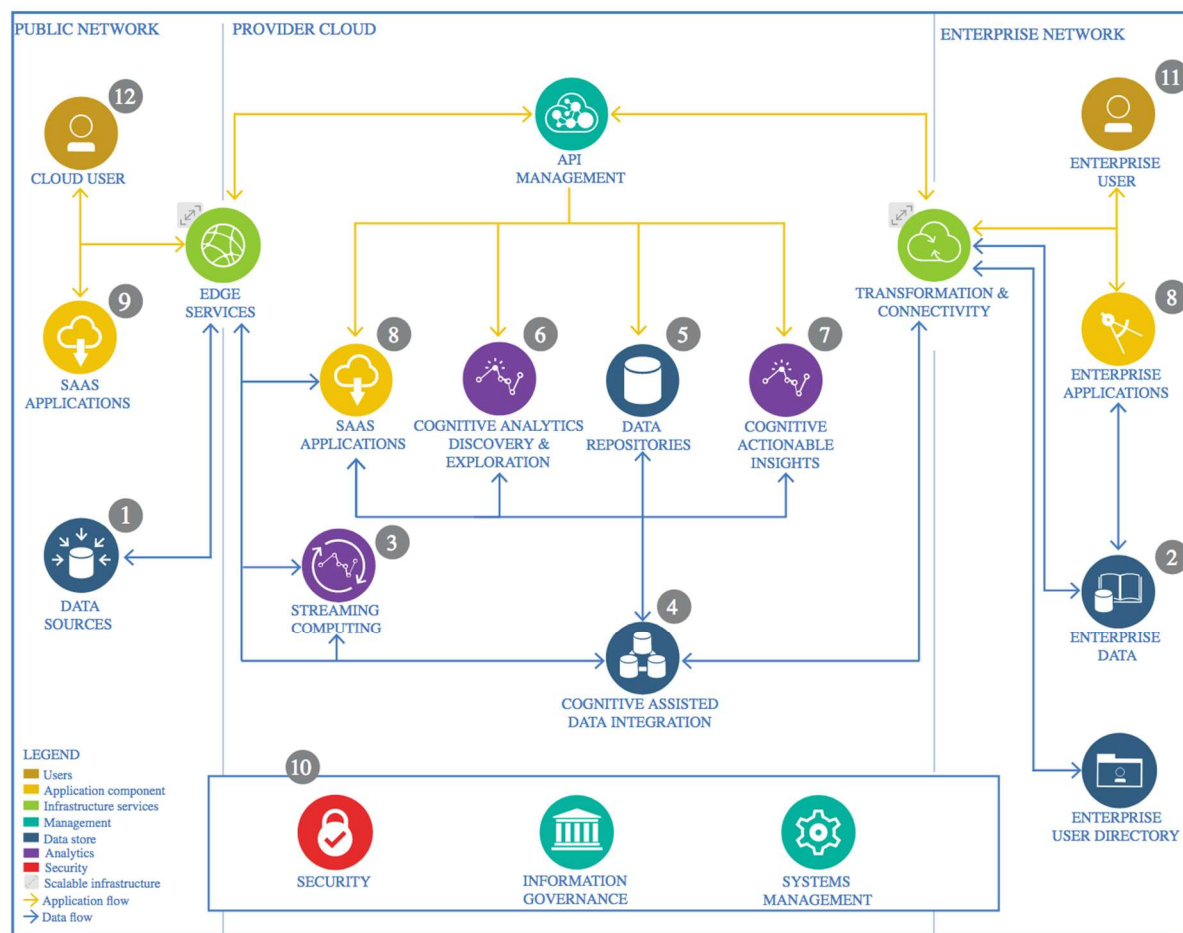 PUBLIC NETWORK
PROVIDER CLOUD
ENTERPRISE NETWORK
12
CLOUD USER
API
MANAGEMENT
11
ENTERPRISE
USER
EDGE
SERVICES
TRANSFORMATION &
CONNECTIVITY
9
SAAS
APPLICATIONS
8
SAAS
APPLICATIONS
6
COGNITIVE ANALYTICS
DISCOVERY &
EXPLORATION
5
DATA
REPOSITORIES
7
COGNITIVE
ACTIONABLE
INSIGHTS
8
ENTERPRISE
APPLICATIONS
1
DATA
SOURCES
3
STREAMING
COMPUTING
4
COGNITIVE ASSISTED
DATA INTEGRATION
2
ENTERPRISE
DATA
ENTERPRISE
USER DIRECTORY
LEGEND
Users
Application component
Infrastructure services
Management
Data store
Analytics
Security
Scalable infrastructure
Application flow
Data flow
10
SECURITY
INFORMATION
GOVERNANCE
SYSTEMS
MANAGEMENT